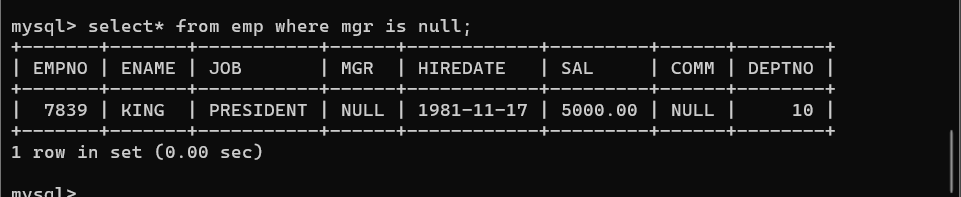 mysql> select* from emp where mgr is null;
+-------+-------+-----------+------+------------+---------+------+--------+
| EMPNO | ENAME | JOB       | MGR  | HIREDATE   | SAL     | COMM | DEPTNO |
+-------+-------+-----------+------+------------+---------+------+--------+
|  7839 | KING  | PRESIDENT | NULL | 1981-11-17 | 5000.00 | NULL |     10 |
+-------+-------+-----------+------+------------+---------+------+--------+
1 row in set (0.00 sec)
mysql>